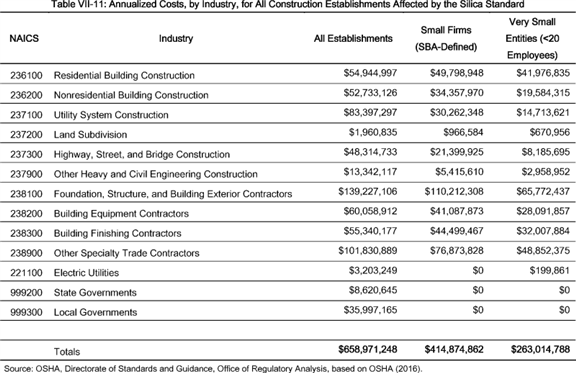 Table VII-11: Annualized Costs, by Industry, for All Construction Establishments Affected by the Silica Standard
NAICS Industry All Establishments Small Firms (SBA-Defined) Very Small Entities (<20 Employees)
236100 Residential Building Construction $54,944,997 $49,798,948 $41,976,835
236200 Nonresidential Building Construction $52,733,126 $34,357,970 $19,584,315
237100 Utility System Construction $83,397,297 $30,262,348 $14,713,621
237200 Land Subdivision $1,960,835 $966,584 $670,956
237300 Highway, Street, and Bridge Construction $48,314,733 $21,399,925 $8,185,695
237900 Other Heavy and Civil Engineering Construction $13,342,117 $5,415,610 $2,958,952
238100 Foundation, Structure, and Building Exterior Contractors $139,227,106 $110,212,308 $65,772,437
238200 Building Equipment Contractors $60,058,912 $41,087,873 $28,091,857
238300 Building Finishing Contractors $55,340,177 $44,499,467 $32,007,884
238900 Other Specialty Trade Contractors $101,830,889 $76,873,828 $48,852,375
221100 Electric Utilities $3,203,249 $0 $199,861
999200 State Governments $8,620,645 $0 $0
999300 Local Governments $35,997,165 $0 $0
Totals $658,971,248 $414,874,862 $263,014,788
Source: OSHA, Directorate of Standards and Guidance, Office of Regulatory Analysis, based on OSHA (2016).